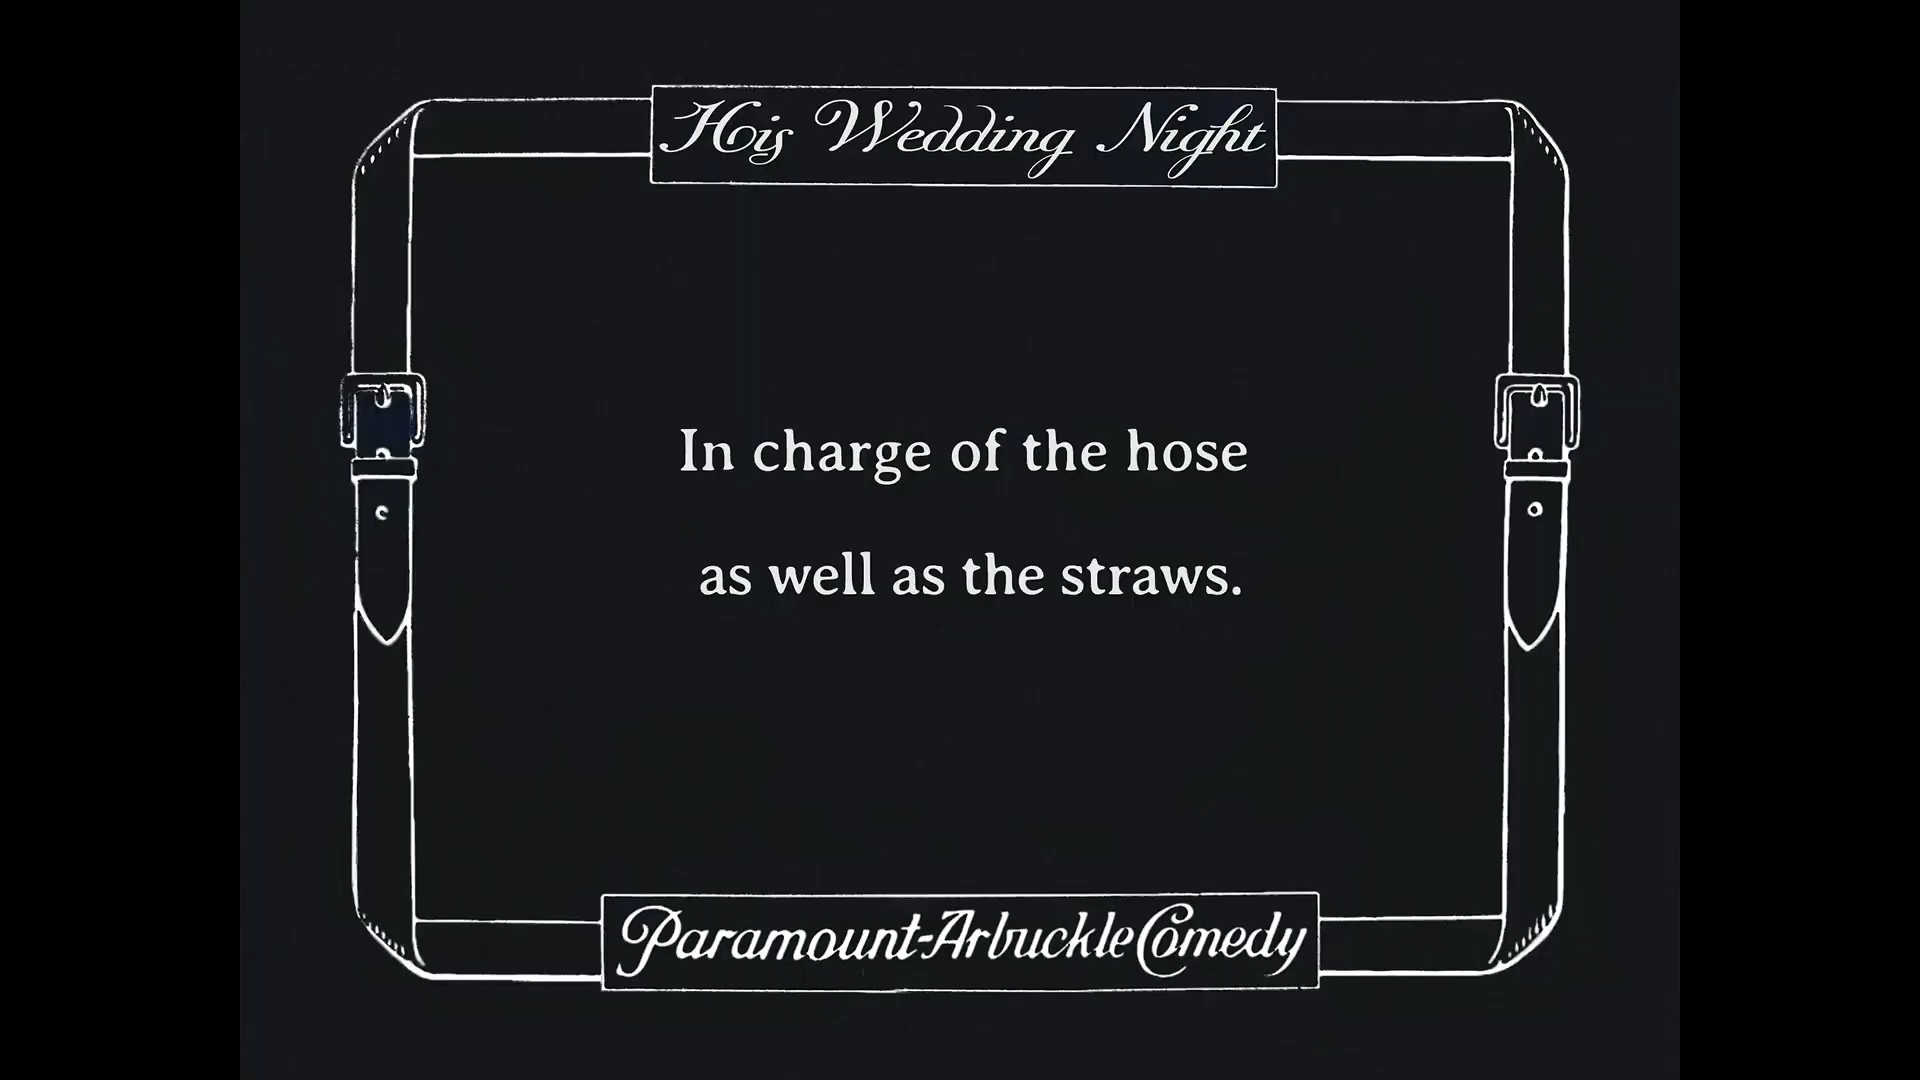 His Wedding Night
In charge of the hose
as well as the straws.
Paramount-Arbuckle Comedy